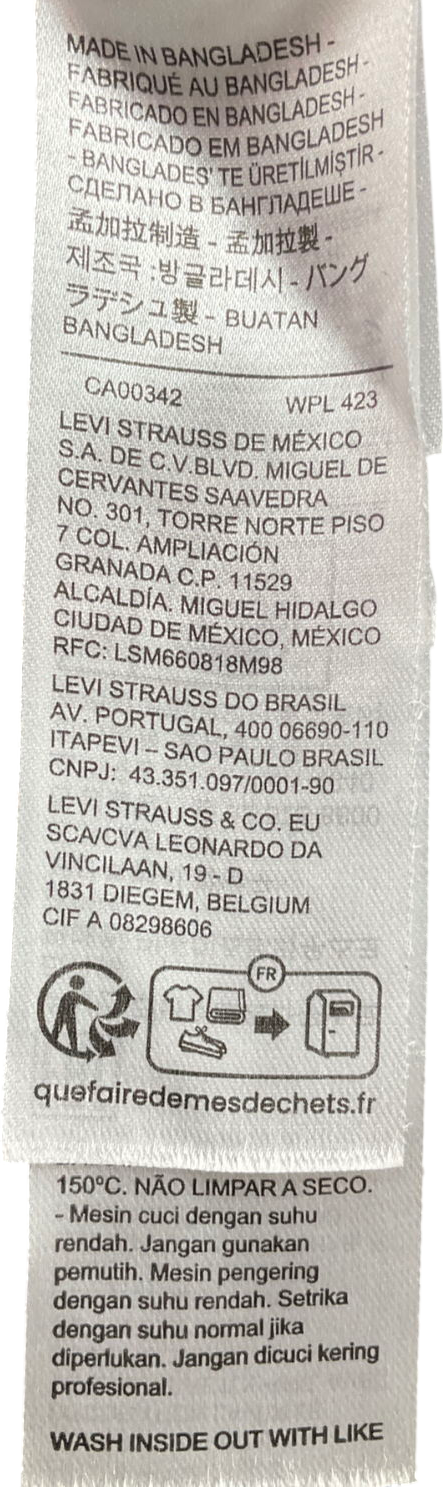 MADE IN BANGLADESH -
FABRIQUÉ AU BANGLADESH -
FABRICADO EN BANGLADESH -
FABRICADO EM BANGLADESH
- BANGLADEŞ' TE ÜRETİLMİŞTİR -
СДЕЛАНО В БАНГЛАДЕШЕ -
孟加拉制造 - 孟加拉製 -
제조국 :방글라데시 - バング
ラデシュ製 - BUATAN
BANGLADESH
CA00342 WPL 423
LEVI STRAUSS DE MÉXICO
S.A. DE C.V.BLVD. MIGUEL DE
CERVANTES SAAVEDRA
NO. 301, TORRE NORTE PISO
7 COL. AMPLIACIÓN
GRANADA C.P. 11529
ALCALDÍA. MIGUEL HIDALGO
CIUDAD DE MÉXICO, MÉXICO
RFC: LSM660818M98
LEVI STRAUSS DO BRASIL
AV. PORTUGAL, 400 06690-110
ITAPEVI – SAO PAULO BRASIL
CNPJ: 43.351.097/0001-90
LEVI STRAUSS & CO. EU
SCA/CVA LEONARDO DA
VINCILAAN, 19 - D
1831 DIEGEM, BELGIUM
CIF A 08298606
FR
quefairedemesdechets.fr
150°C. NÃO LIMPAR A SECO.
- Mesin cuci dengan suhu
rendah. Jangan gunakan
pemutih. Mesin pengering
dengan suhu rendah. Setrika
dengan suhu normal jika
diperlukan. Jangan dicuci kering
profesional.
WASH INSIDE OUT WITH LIKE